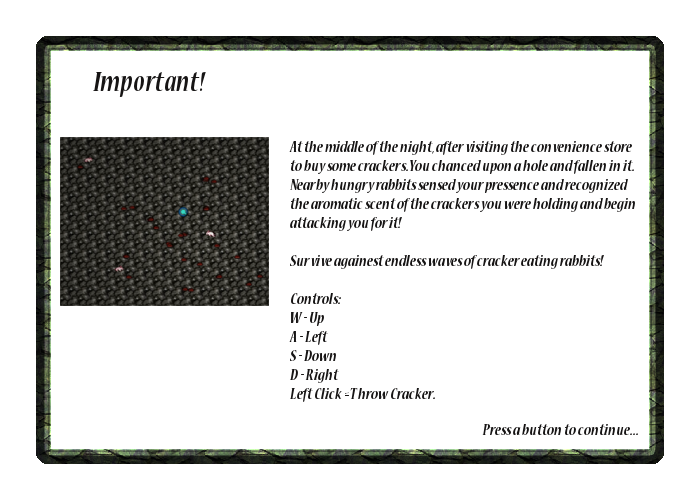 Important!
At the middle of the night, after visiting the convenience store
to buy some crackers.You chanced upon a hole and fallen in it.
Nearby hungry rabbits sensed your pressence and recognized
the aromatic scent of the crackers you were holding and begin
attacking you for it!
Survive againest endless waves of cracker eating rabbits!
Controls:
W - Up
A - Left
S - Down
D - Right
Left Click - Throw Cracker.
Press a button to continue...